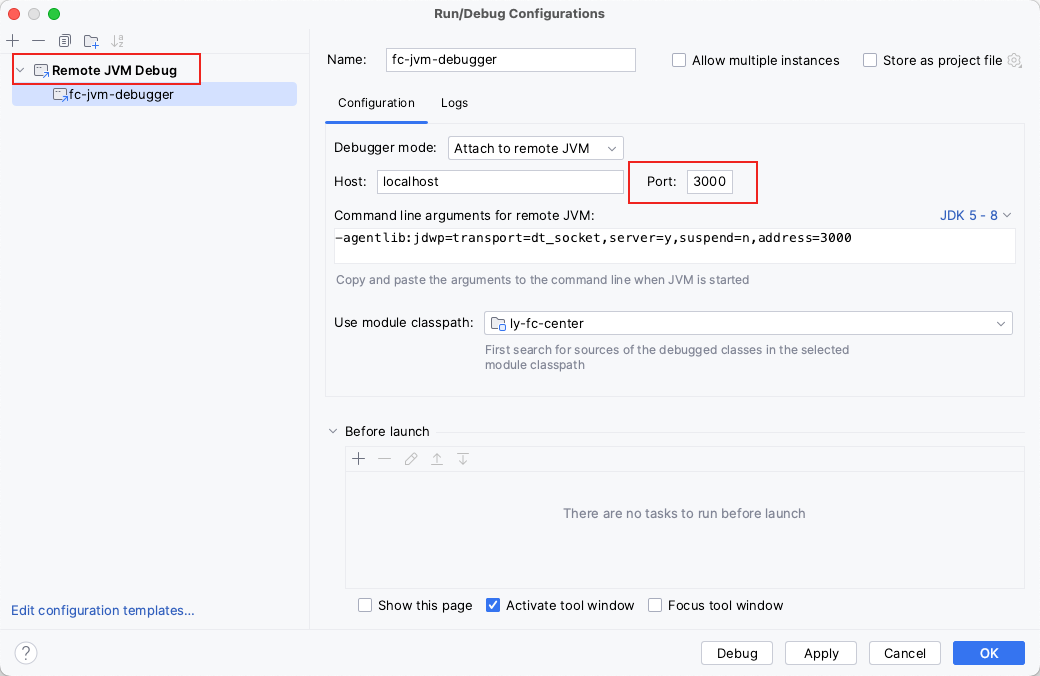 Run/Debug Configurations
Remote JVM Debug
fc-jvm-debugger
Edit configuration templates...
Name: fc-jvm-debugger Allow multiple instances Store as project file
Configuration Logs
Debugger mode: Attach to remote JVM
Host: localhost Port: 3000
Command line arguments for remote JVM: JDK 5 - 8
-agentlib:jdwp=transport=dt_socket,server=y,suspend=n,address=3000
Copy and paste the arguments to the command line when JVM is started
Use module classpath: ly-fc-center
First search for sources of the debugged classes in the selected
module classpath
Before launch
There are no tasks to run before launch
Show this page Activate tool window Focus tool window
? Debug Apply Cancel OK